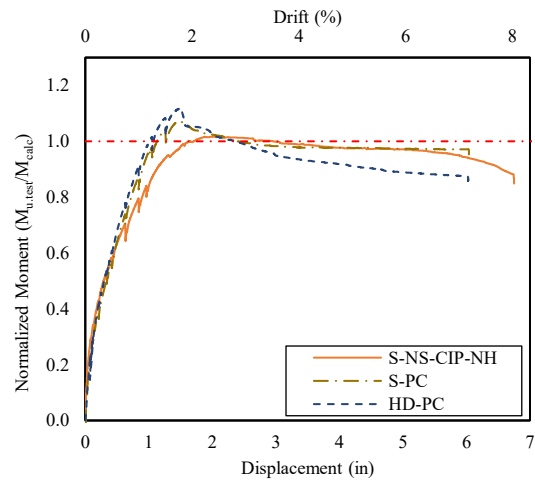 Drift (%)
0 2 4 6 8
Normalized Moment (Mu.test/Mcalc)
1.2
1.0
0.8
0.6
0.4
0.2
0.0
S-NS-CIP-NH
S-PC
HD-PC
0 1 2 3 4 5 6 7
Displacement (in)